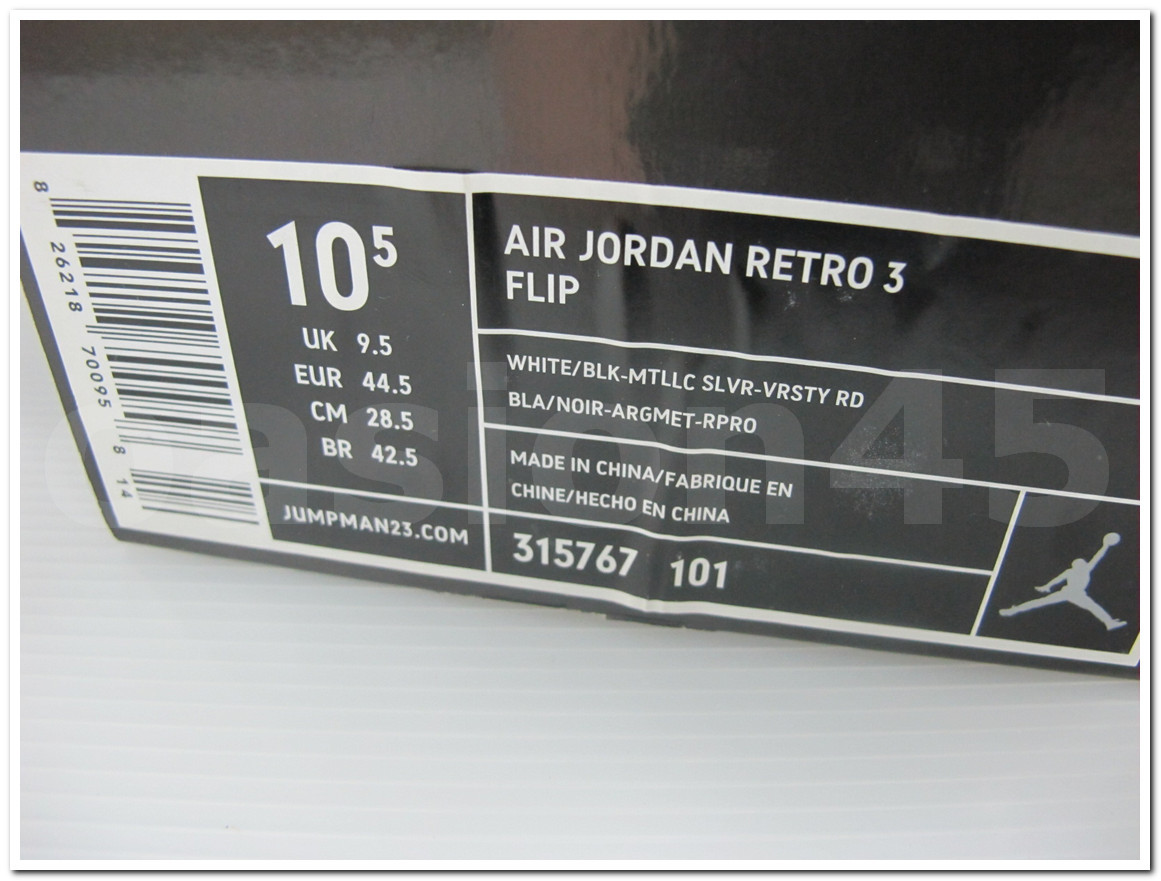 8 26218 70095 8 14
10 5
UK 9.5
EUR 44.5
CM 28.5
BR 42.5
JUMPMAN23.COM
AIR JORDAN RETRO 3
FLIP
WHITE/BLK-MTLLC SLVR-VRSTY RD
BLA/NOIR-ARGMET-RPRO
MADE IN CHINA/FABRIQUE EN
CHINE/HECHO EN CHINA
315767 101